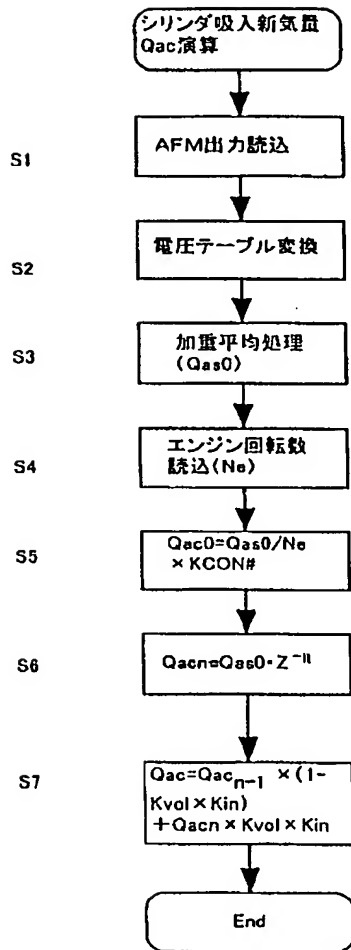 シリンダ吸入新気量
Qac演算
S1
AFM出力読込
S2
電圧テーブル変換
S3
加重平均処理
(Qas0)
S4
エンジン回転数
読込(Ne)
S5
Qac0=Qas0/Ne
×KCON#
S6
Qacn=Qas0・Z⁻ⁿ
S7
Qac=Qacₙ₋₁ ×(1-
Kvol×Kin)
+Qacn×Kvol×Kin
End